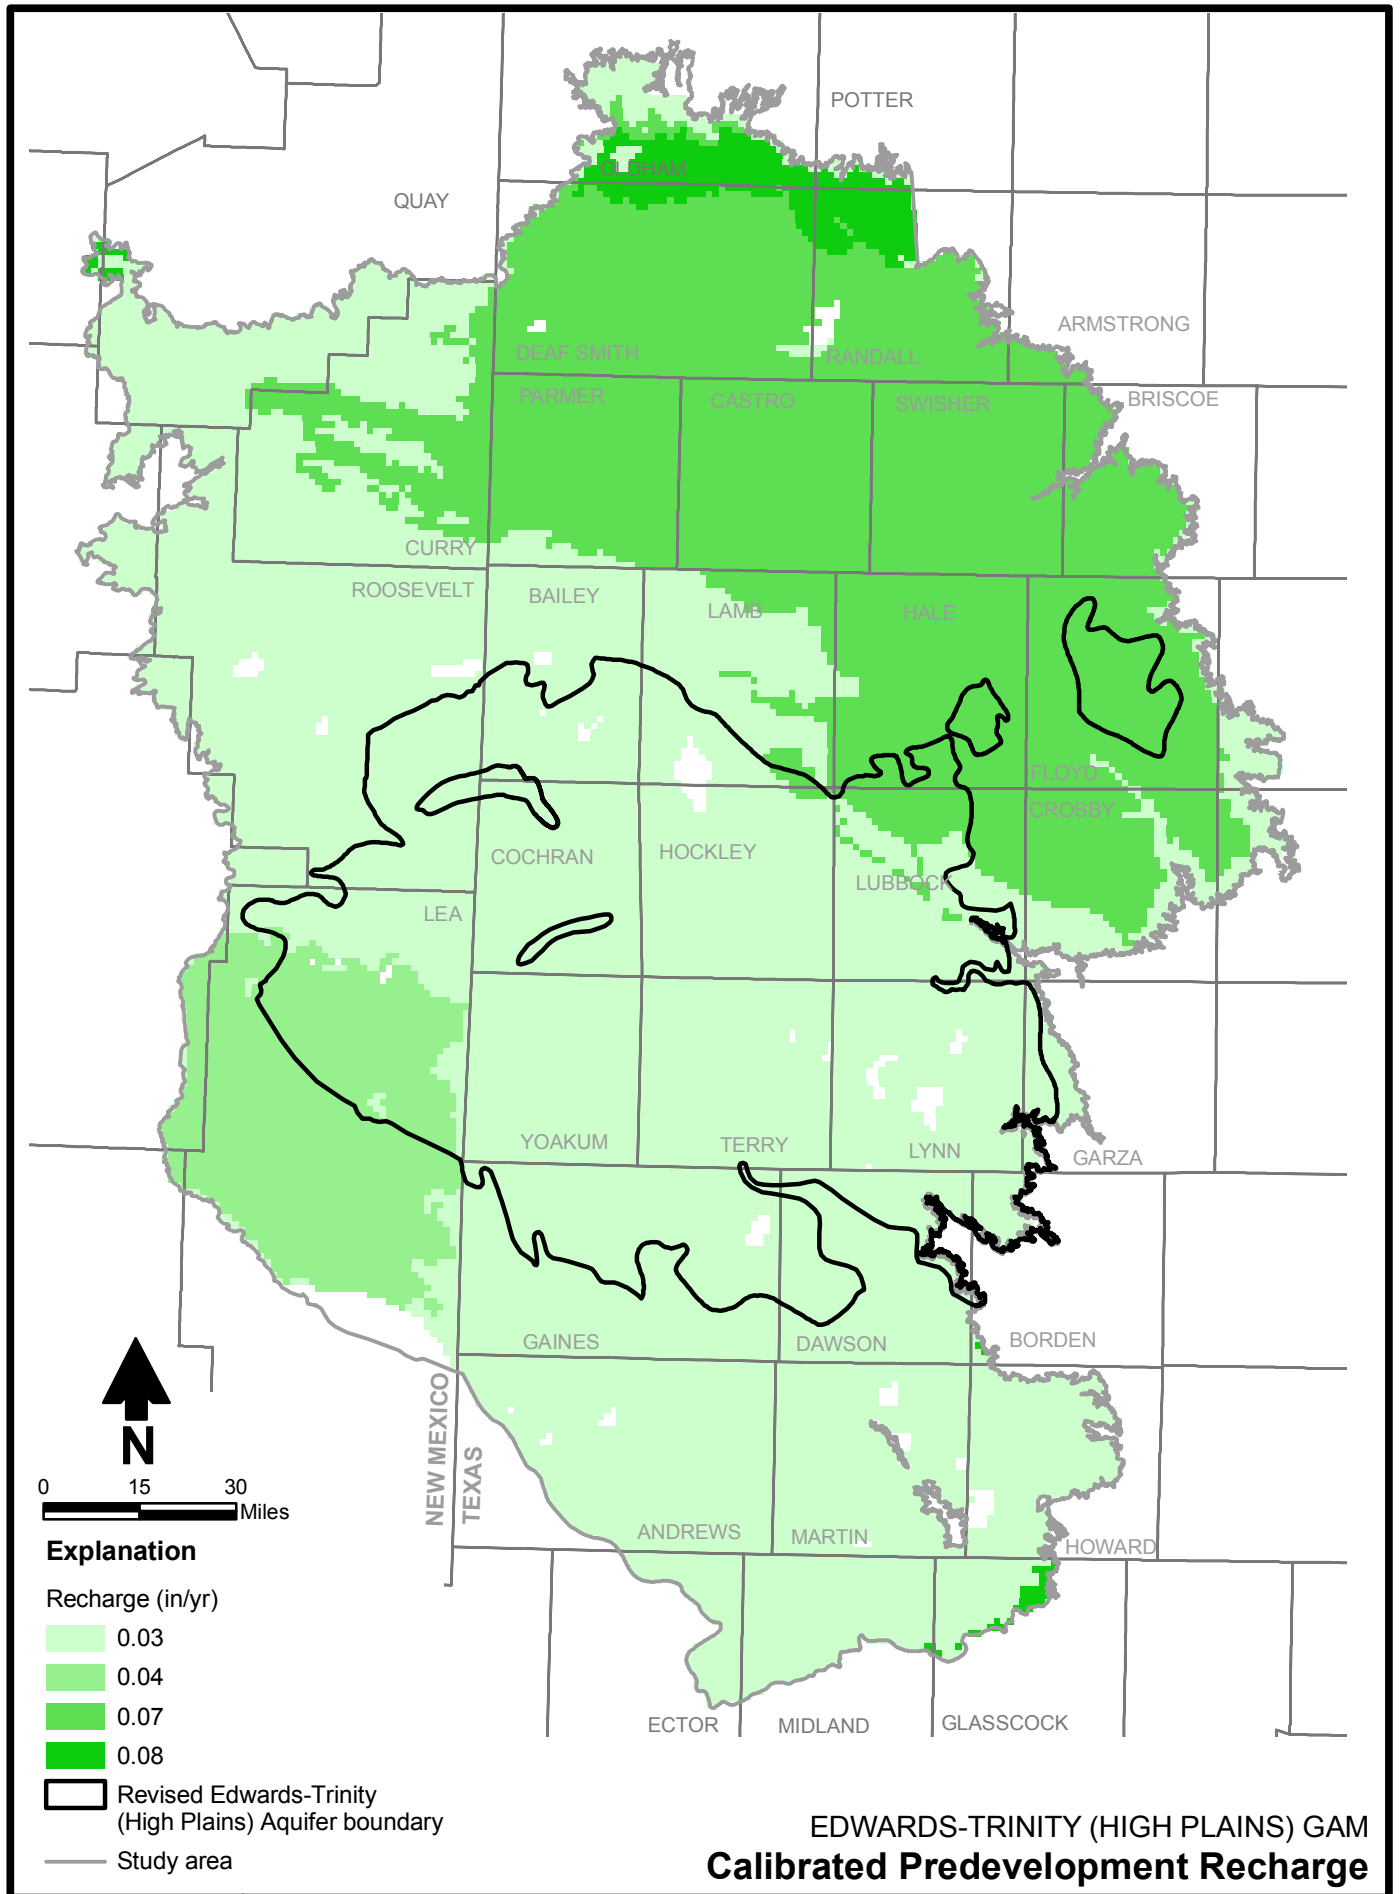 POTTER
OLDHAM
QUAY
ARMSTRONG
DEAF SMITH
RANDALL
PARMER
CASTRO
SWISHER
BRISCOE
CURRY
ROOSEVELT
BAILEY
LAMB
HALE
FLOYD
CROSBY
COCHRAN
HOCKLEY
LUBBOCK
LEA
YOAKUM
TERRY
LYNN
GARZA
GAINES
DAWSON
BORDEN
NEW MEXICO
TEXAS
ANDREWS
MARTIN
HOWARD
ECTOR
MIDLAND
GLASSCOCK
N
0 15 30
Miles
Explanation
Recharge (in/yr)
0.03
0.04
0.07
0.08
Revised Edwards-Trinity
(High Plains) Aquifer boundary
Study area
EDWARDS-TRINITY (HIGH PLAINS) GAM
Calibrated Predevelopment Recharge